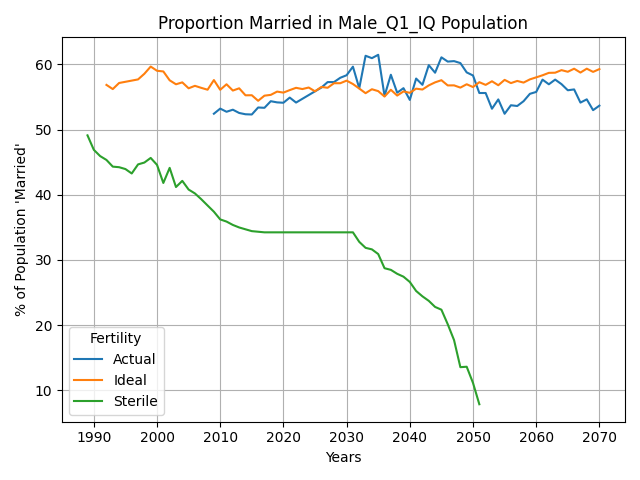 Proportion Married in Male_Q1_IQ Population
% of Population 'Married'
60
50
40
30
20
10
Fertility
Actual
Ideal
Sterile
1990 2000 2010 2020 2030 2040 2050 2060 2070
Years